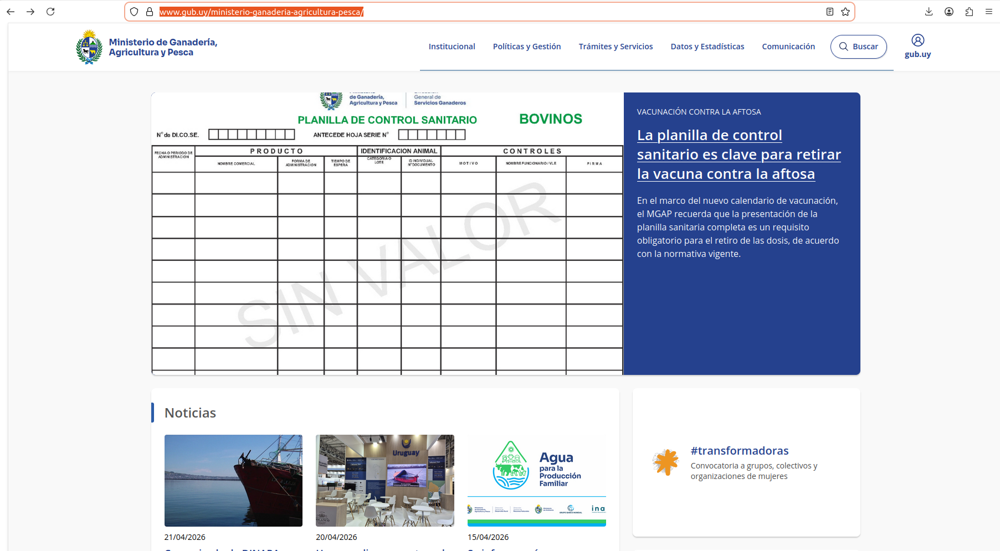 www.gub.uy/ministerio-ganaderia-agricultura-pesca/
Ministerio de Ganadería,
Agricultura y Pesca
Institucional
Políticas y Gestión
Trámites y Servicios
Datos y Estadísticas
Comunicación
Buscar
gub.uy
de Ganadería,
Agricultura y Pesca
General de
Servicios Ganaderos
PLANILLA DE CONTROL SANITARIO
BOVINOS
N° de DI.CO.SE.
ANTECEDE HOJA SERIE N°
FECHA O PERIODO DE
ADMINISTRACION
PRODUCTO
IDENTIFICACION ANIMAL
CONTROLES
NOMBRE COMERCIAL
FORMA DE
ADMINISTRACION
TIEMPO DE
ESPERA
CATEGORIA O
LOTE
ID INDIVIDUAL
N° DOCUMENTO
MOTIVO
NOMBRE FUNCIONARIO / VLE
FIRMA
SIN VALOR
VACUNACIÓN CONTRA LA AFTOSA
La planilla de control
sanitario es clave para retirar
la vacuna contra la aftosa
En el marco del nuevo calendario de vacunación,
el MGAP recuerda que la presentación de la
planilla sanitaria completa es un requisito
obligatorio para el retiro de las dosis, de acuerdo
con la normativa vigente.
Noticias
Uruguay
Agua
para la
Producción
Familiar
GRUPO BANCO MUNDIAL
ina
21/04/2026
20/04/2026
15/04/2026
#transformadoras
Convocatoria a grupos, colectivos y
organizaciones de mujeres